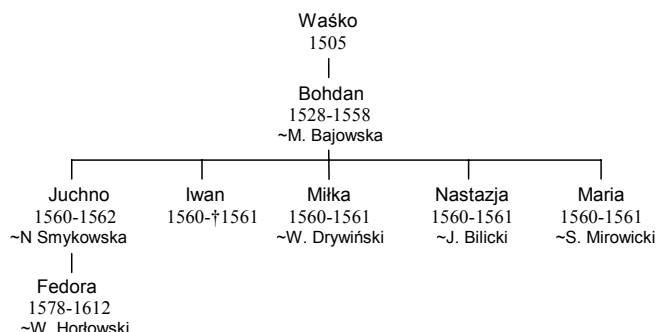 Waśko
1505
Bohdan
1528-1558
~M. Bajowska
Juchno Iwan Miłka Nastazja Maria
1560-1562 1560-†1561 1560-1561 1560-1561 1560-1561
~N Smykowska ~W. Drywiński ~J. Bilicki ~S. Mirowicki
Fedora
1578-1612
~W. Horłowski